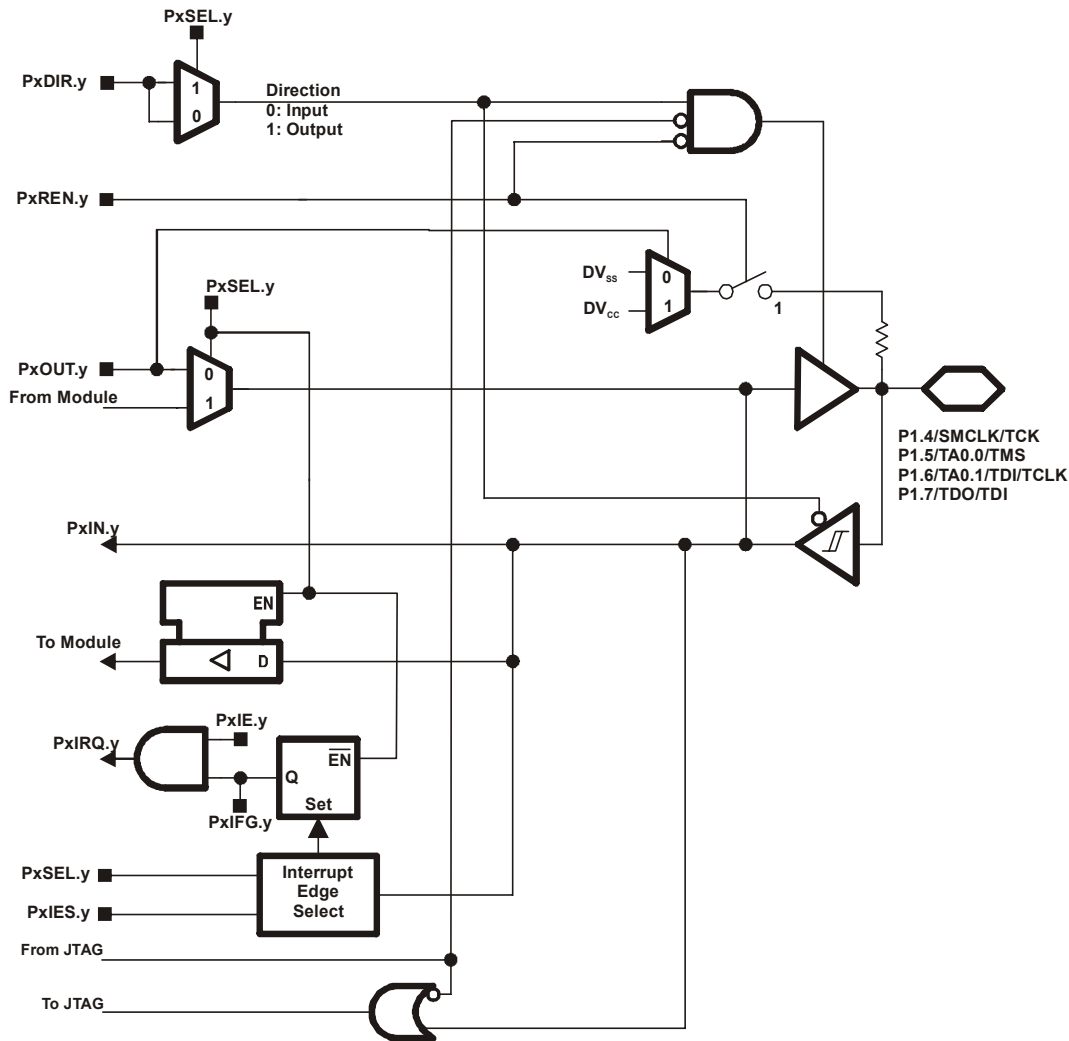 PxSEL.y
PxDIR.y
1
0
Direction
0: Input
1: Output
PxREN.y
DVss
0
DVcc
1
1
PxSEL.y
PxOUT.y
0
From Module
1
P1.4/SMCLK/TCK
P1.5/TA0.0/TMS
P1.6/TA0.1/TDI/TCLK
P1.7/TDO/TDI
PxIN.y
EN
To Module
D
PxIE.y
PxIRQ.y
EN
Q
Set
PxIFG.y
PxSEL.y
Interrupt
Edge
Select
PxIES.y
From JTAG
To JTAG